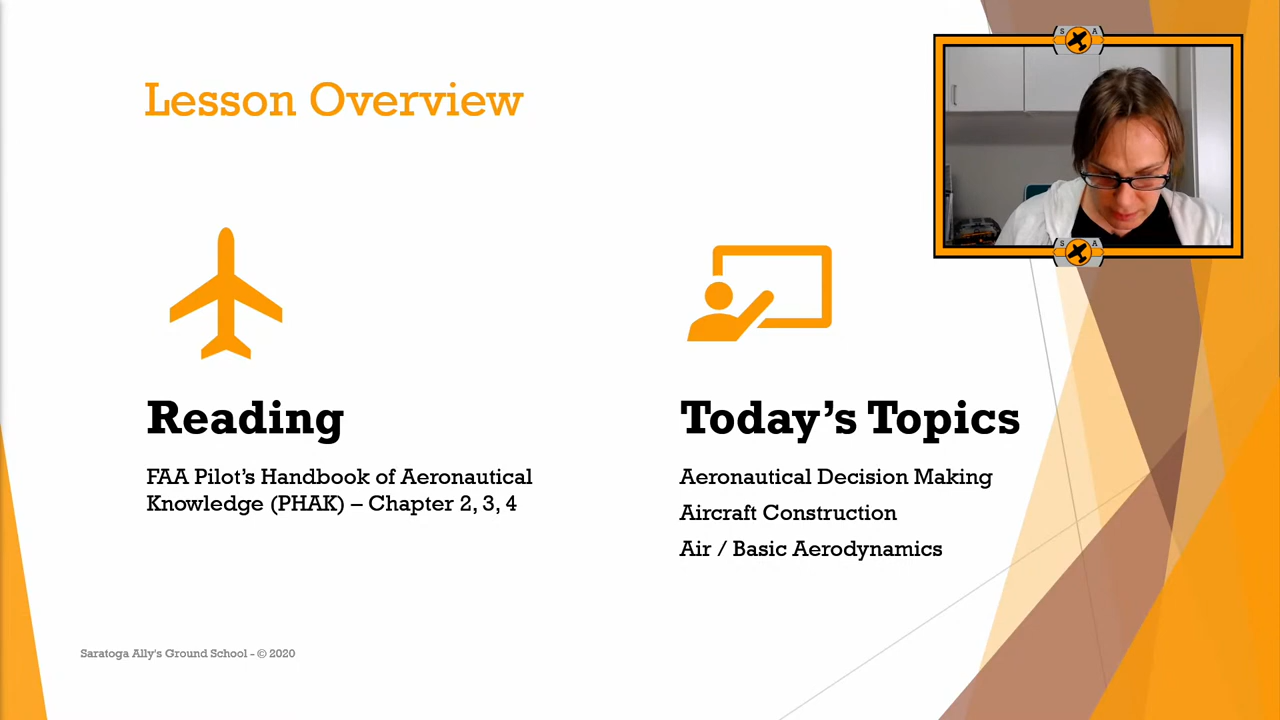 Lesson Overview
S A
S A
Reading
FAA Pilot's Handbook of Aeronautical
Knowledge (PHAK) – Chapter 2, 3, 4
Today's Topics
Aeronautical Decision Making
Aircraft Construction
Air / Basic Aerodynamics
Saratoga Ally's Ground School - © 2020